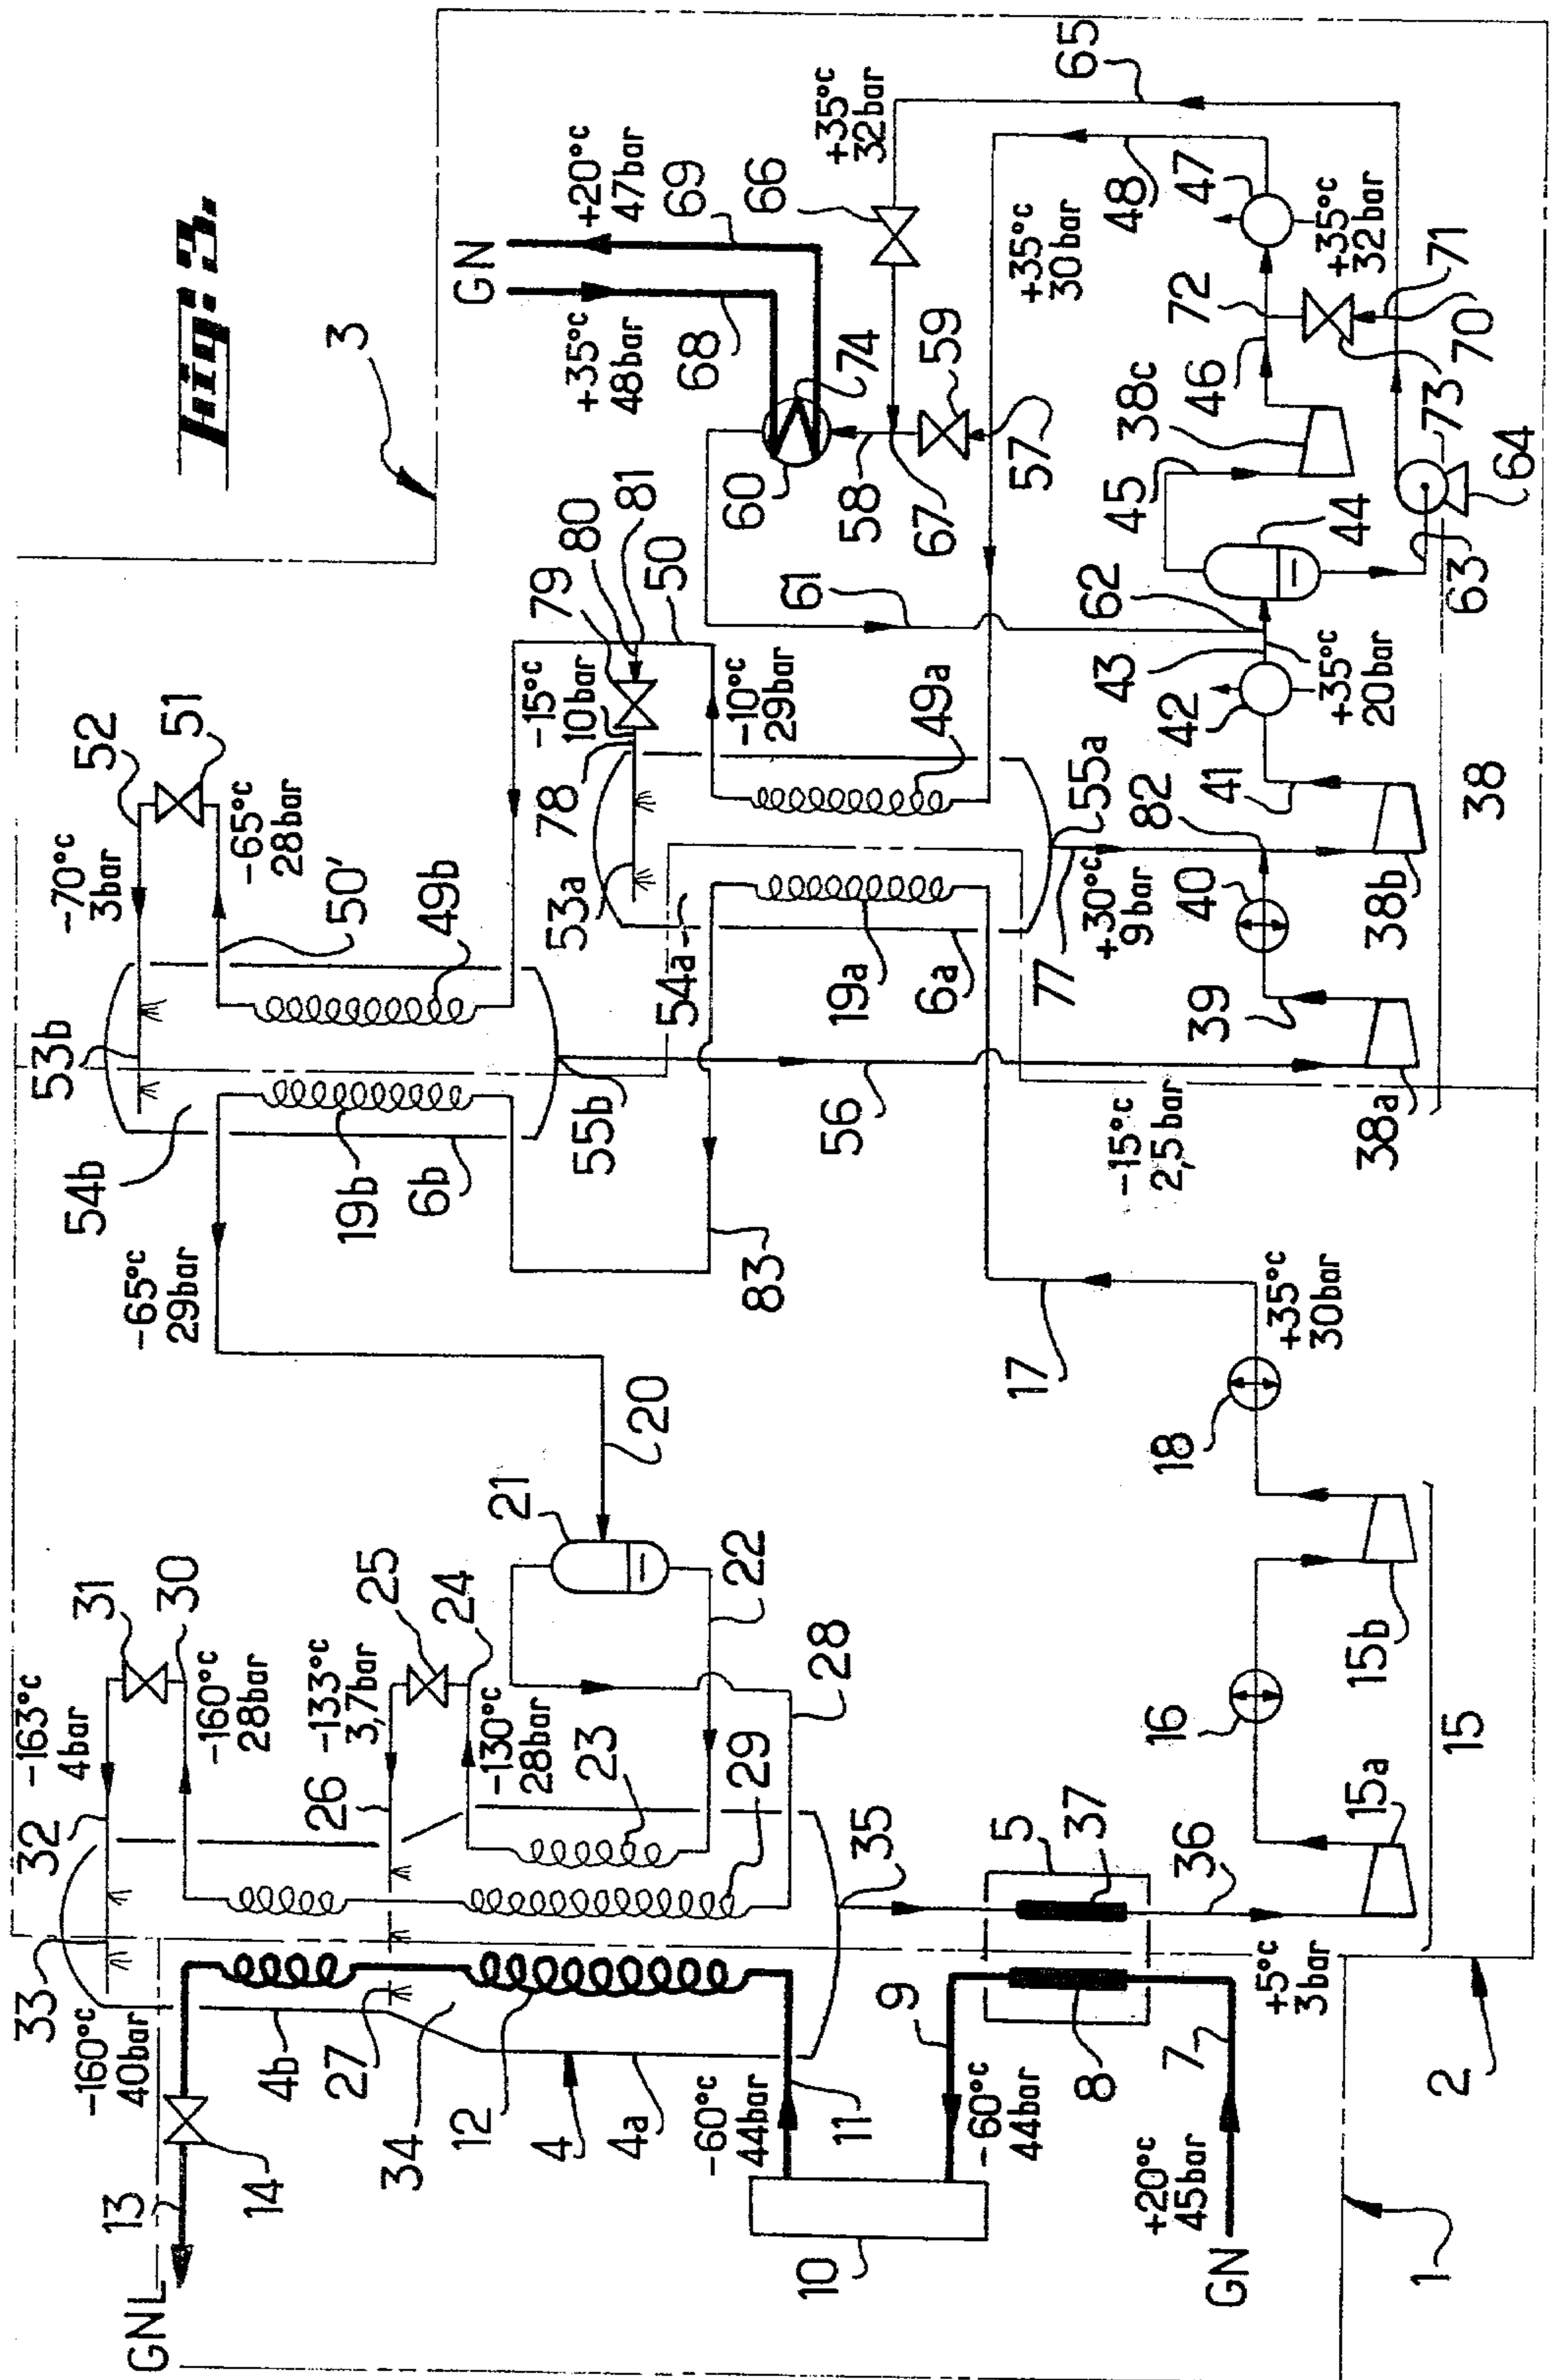 Fig: 3.
3
GN
+35°C
48bar
68
+20°C
47bar
69
66
+35°C
32bar
65
60
74
58
59
67
57
+35°C
30bar
48
47
+35°C
32bar
72
46
71
70
38c
45
44
73
64
63
62
61
43
42
+35°C
20bar
41
38b
38
82
40
39
38a
79
80
81
50
-15°C
10bar
78
-10°C
29bar
49a
53a
54a
19a
6a
55a
77
+30°C
9bar
52
51
-70°C
3bar
-65°C
28bar
50'
49b
53b
54b
19b
6b
55b
56
-15°C
2,5bar
-65°C
29bar
83
17
+35°C
30bar
18
20
21
22
28
16
15b
15a
15
31
30
-163°C
4bar
-160°C
28bar
32
33
-133°C
3,7bar
25
24
26
-130°C
28bar
23
29
35
5
37
36
+5°C
3bar
-160°C
40bar
4b
27
34
12
4
4a
-60°C
44bar
11
9
-60°C
44bar
8
7
+20°C
45bar
GN
10
GNL
13
14
1
2